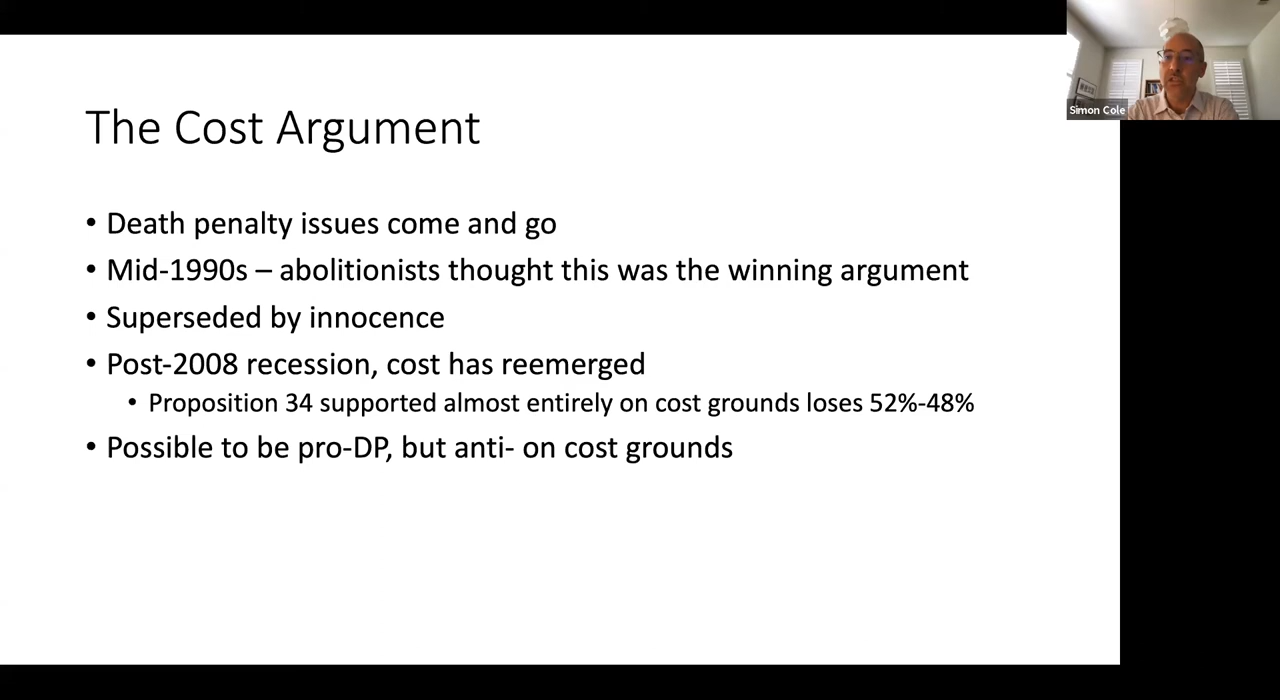 Simon Cole
The Cost Argument
• Death penalty issues come and go
• Mid-1990s – abolitionists thought this was the winning argument
• Superseded by innocence
• Post-2008 recession, cost has reemerged
• Proposition 34 supported almost entirely on cost grounds loses 52%-48%
• Possible to be pro-DP, but anti- on cost grounds